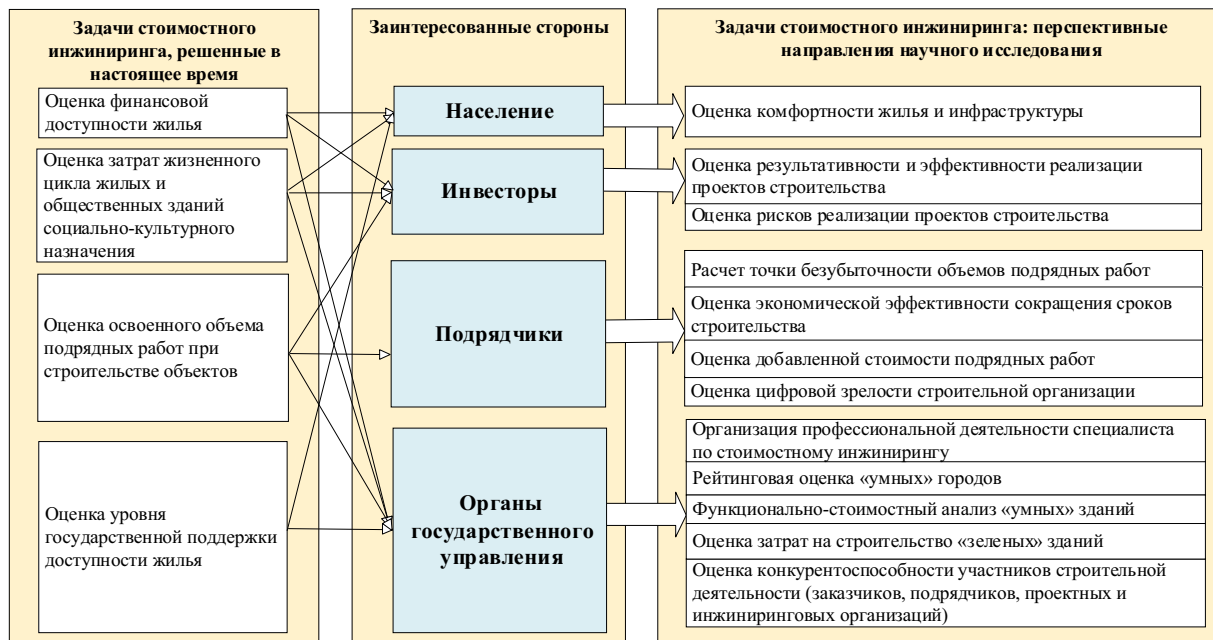 Задачи стоимостного
инжиниринга, решенные в
настоящее время
Оценка финансовой
доступности жилья
Оценка затрат жизненного
цикла жилых и
общественных зданий
социально-культурного
назначения
Оценка освоенного объема
подрядных работ при
строительстве объектов
Оценка уровня
государственной поддержки
доступности жилья
Заинтересованные стороны
Население
Инвесторы
Подрядчики
Органы
государственного
управления
Задачи стоимостного инжиниринга: перспективные
направления научного исследования
Оценка комфортности жилья и инфраструктуры
Оценка результативности и эффективности реализации
проектов строительства
Оценка рисков реализации проектов строительства
Расчет точки безубыточности объемов подрядных работ
Оценка экономической эффективности сокращения сроков
строительства
Оценка добавленной стоимости подрядных работ
Оценка цифровой зрелости строительной организации
Организация профессиональной деятельности специалиста
по стоимостному инжинирингу
Рейтинговая оценка «умных» городов
Функционально-стоимостный анализ «умных» зданий
Оценка затрат на строительство «зеленых» зданий
Оценка конкурентоспособности участников строительной
деятельности (заказчиков, подрядчиков, проектных и
инжиниринговых организаций)